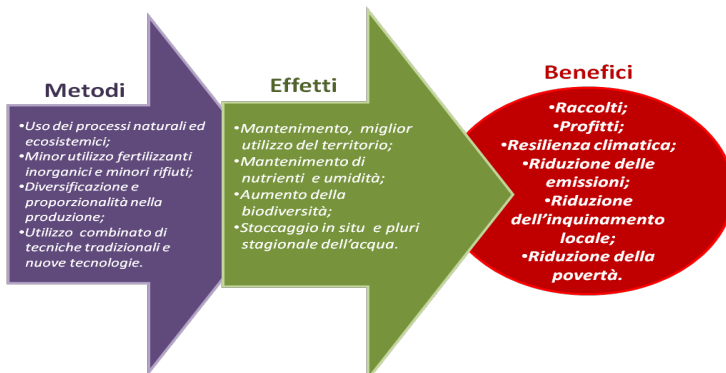 Metodi
•Uso dei processi naturali ed
ecosistemici;
•Minor utilizzo fertilizzanti
inorganici e minori rifiuti;
•Diversificazione e
proporzionalità nella
produzione;
•Utilizzo combinato di
tecniche tradizionali e
nuove tecnologie.
Effetti
•Mantenimento, miglior
utilizzo del territorio;
•Mantenimento di
nutrienti e umidità;
•Aumento della
biodiversità;
•Stoccaggio in situ e pluri
stagionale dell’acqua.
Benefici
•Raccolti;
•Profitti;
•Resilienza climatica;
•Riduzione delle
emissioni;
•Riduzione
dell’inquinamento
locale;
•Riduzione della
povertà.